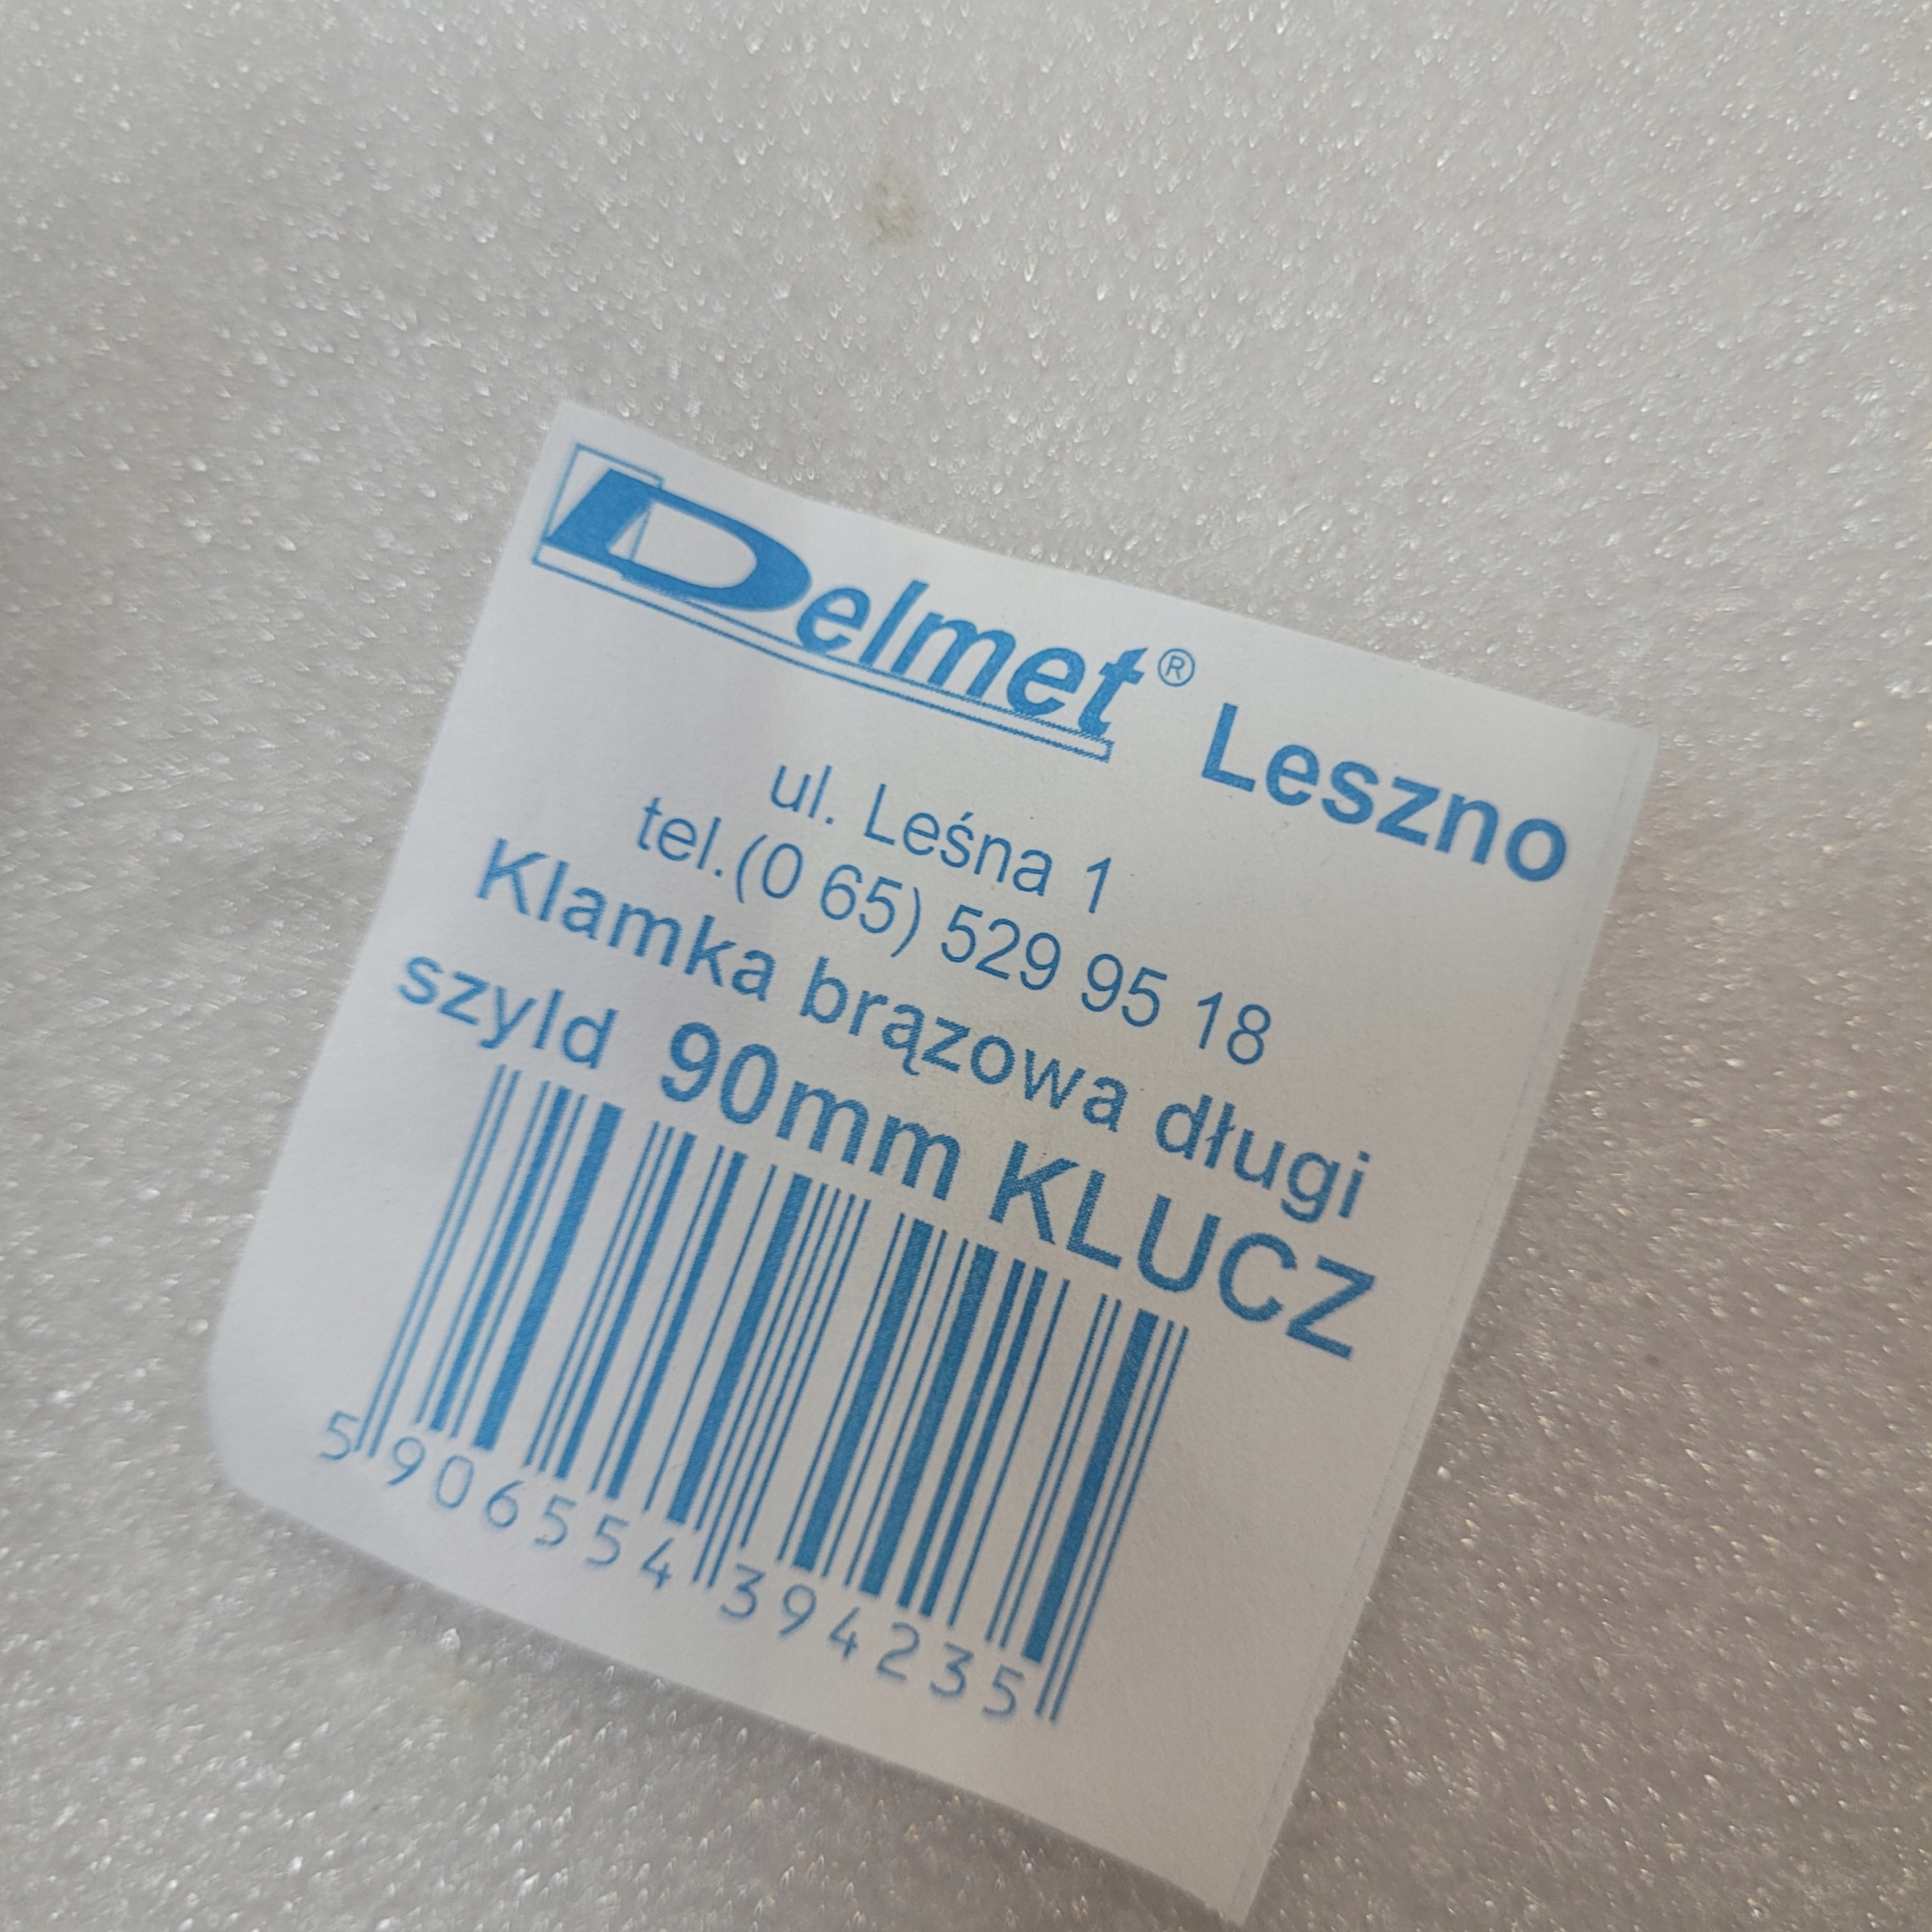 Delmet® Leszno
ul. Leśna 1
tel.(0 65) 529 95 18
Klamka brązowa długi
szyld 90mm KLUCZ
5 906554 394235